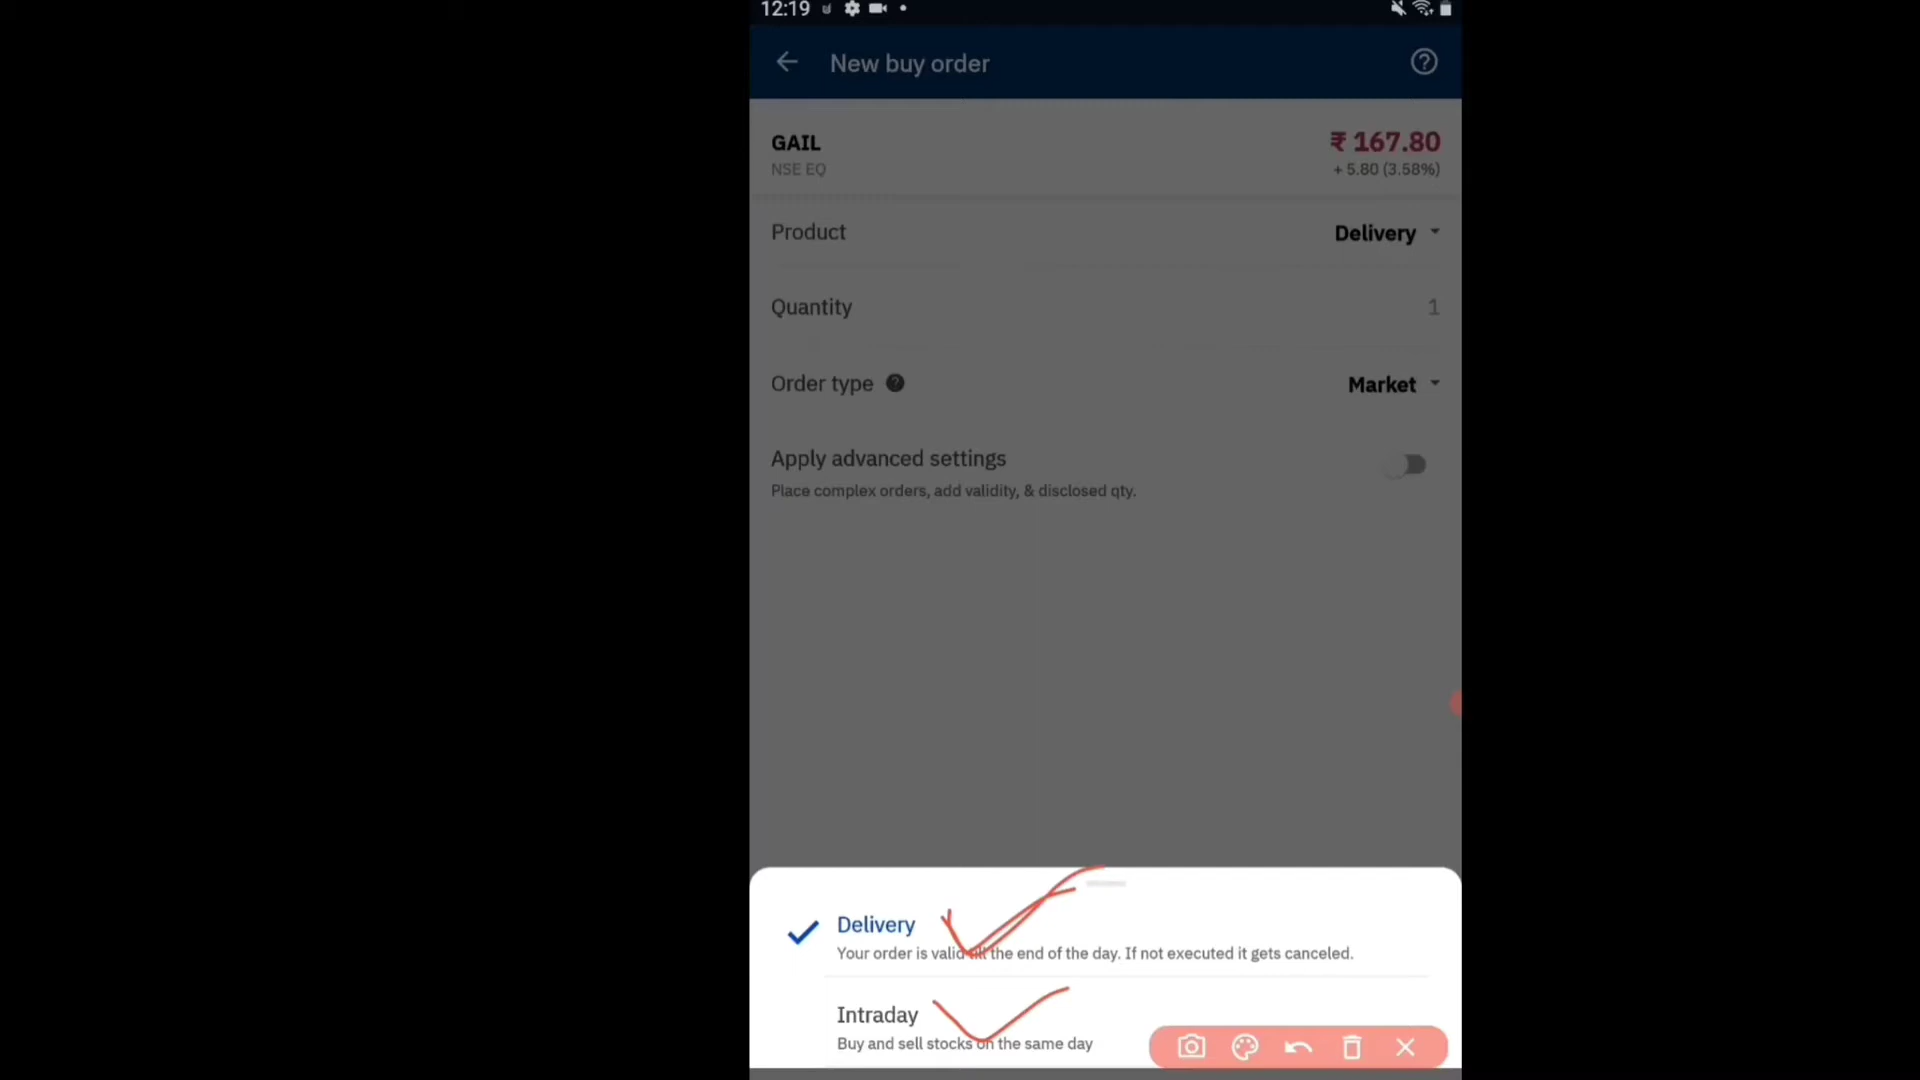 12:19
New buy order
GAIL
₹ 167.80
NSE EQ
+ 5.80 (3.58%)
Product
Delivery
Quantity
1
Order type
Market
Apply advanced settings
Place complex orders, add validity, & disclosed qty.
Delivery
Your order is valid till the end of the day. If not executed it gets canceled.
Intraday
Buy and sell stocks on the same day